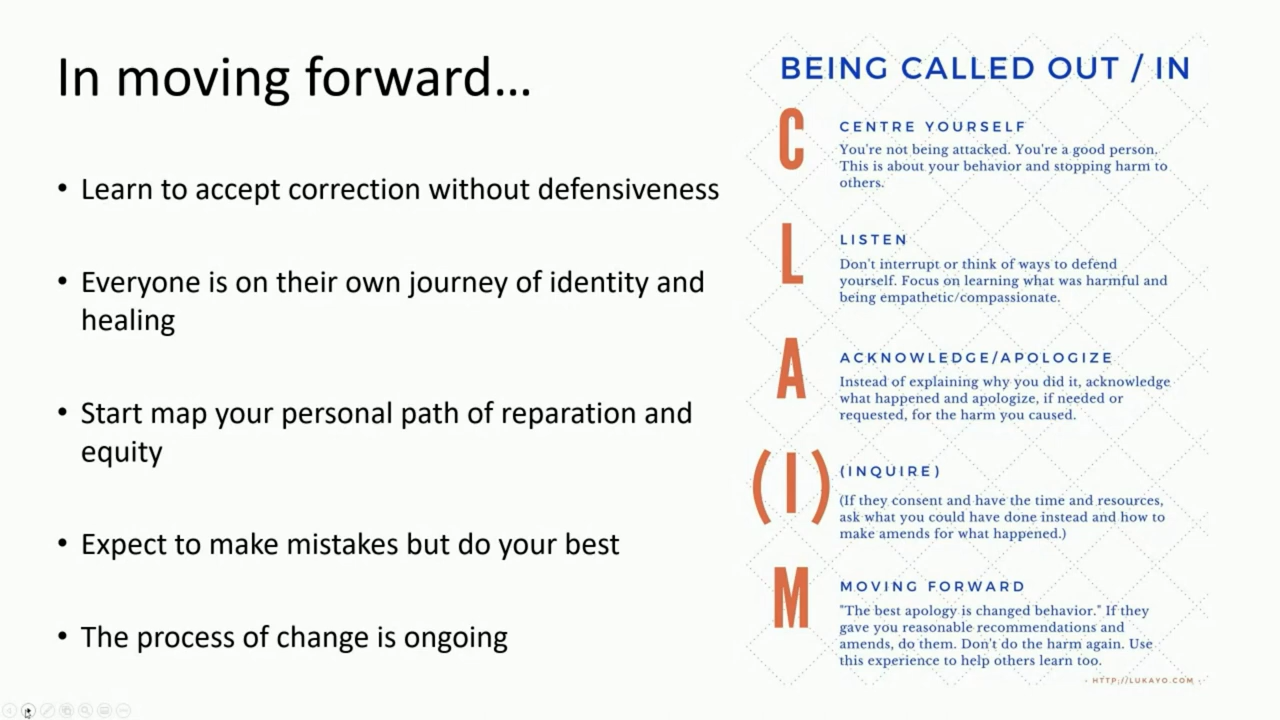 In moving forward...
• Learn to accept correction without defensiveness
• Everyone is on their own journey of identity and
healing
• Start map your personal path of reparation and
equity
• Expect to make mistakes but do your best
• The process of change is ongoing
BEING CALLED OUT / IN
C
CENTRE YOURSELF
You're not being attacked. You're a good person.
This is about your behavior and stopping harm to
others.
L
LISTEN
Don't interrupt or think of ways to defend
yourself. Focus on learning what was harmful and
being empathetic/compassionate.
A
ACKNOWLEDGE/APOLOGIZE
Instead of explaining why you did it, acknowledge
what happened and apologize, if needed or
requested, for the harm you caused.
(I)
(INQUIRE)
(If they consent and have the time and resources,
ask what you could have done instead and how to
make amends for what happened.)
M
MOVING FORWARD
"The best apology is changed behavior." If they
gave you reasonable recommendations and
amends, do them. Don't do the harm again. Use
this experience to help others learn too.
- HTTP://LUKAYO.COM -